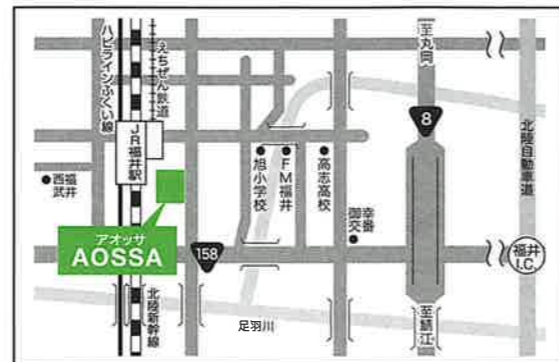 ハピラインふくい線
えちぜん鉄道
至丸岡
北陸自動車道
8
JR福井駅
旭小学校
FM福井
高志高校
西武
福井
御幸
交番
アオッサ
AOSSA
158
福井
I.C.
北陸新幹線
足羽川
至鯖江